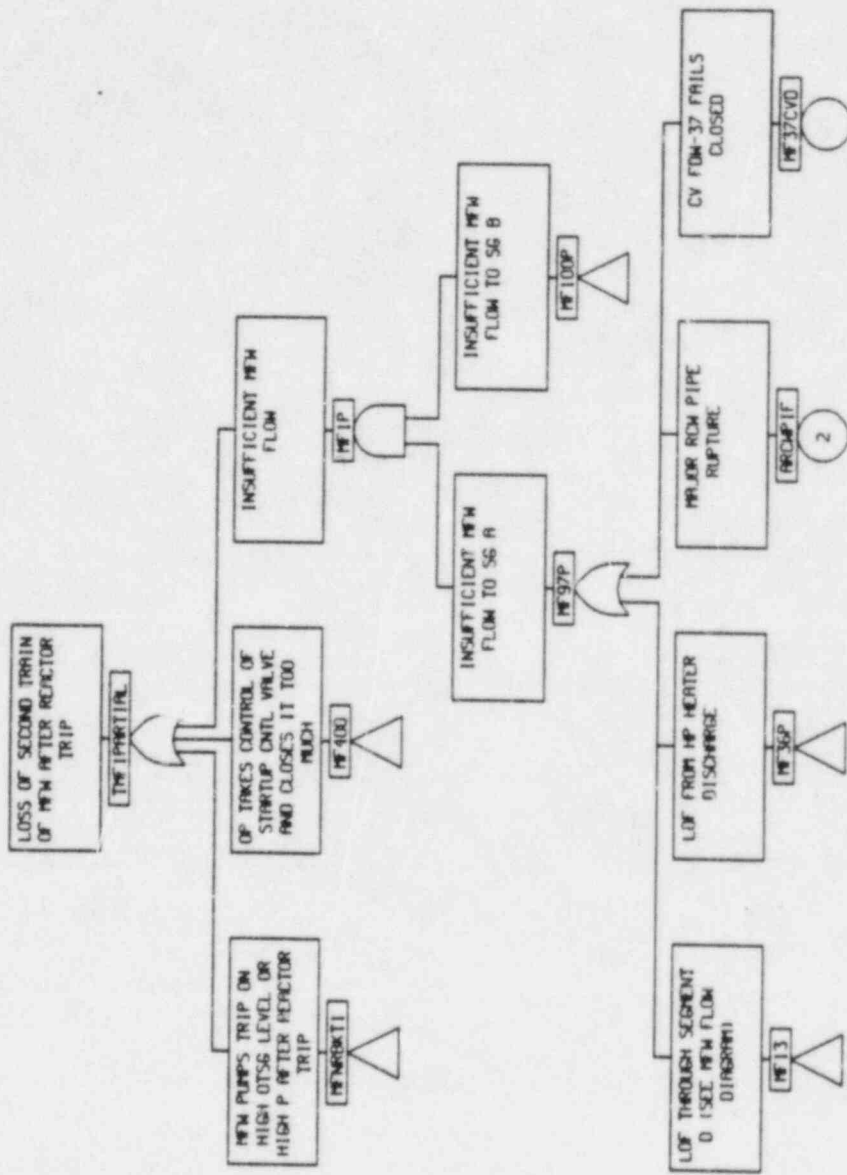 LOSS OF SECOND TRAIN
OF MFW AFTER REACTOR
TRIP
TMF1PARTIAL
MFW PUMPS TRIP ON
HIGH OTSG LEVEL OR
HIGH P AFTER REACTOR
TRIP
MFNRBKT1
OP TAKES CONTROL OF
STARTUP CNTL VALVE
AND CLOSES IT TOO
MUCH
MF400
INSUFFICIENT MFW
FLOW
MF1P
INSUFFICIENT MFW
FLOW TO SG A
MF97P
INSUFFICIENT MFW
FLOW TO SG B
MF100P
LOF THROUGH SEGMENT
D (SEE MFW FLOW
DIAGRAM)
MF13
LOF FROM HP HEATER
DISCHARGE
MF36P
MAJOR RCW PIPE
RUPTURE
ARCWPIF
2
CV FDW-37 FAILS
CLOSED
MF37CVO